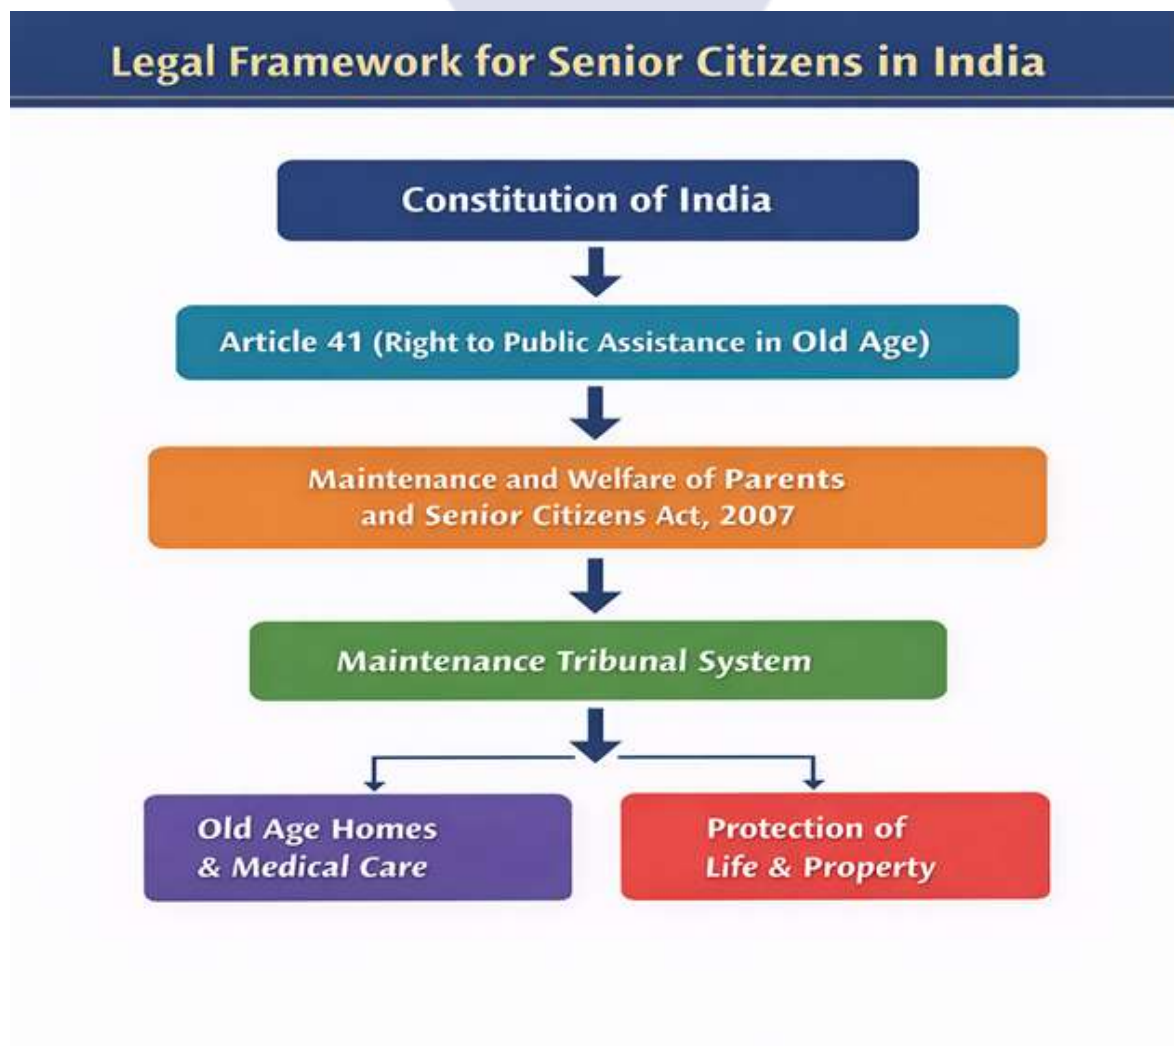 Legal Framework for Senior Citizens in India
Constitution of India
Article 41 (Right to Public Assistance in Old Age)
Maintenance and Welfare of Parents
and Senior Citizens Act, 2007
Maintenance Tribunal System
Old Age Homes
& Medical Care
Protection of
Life & Property